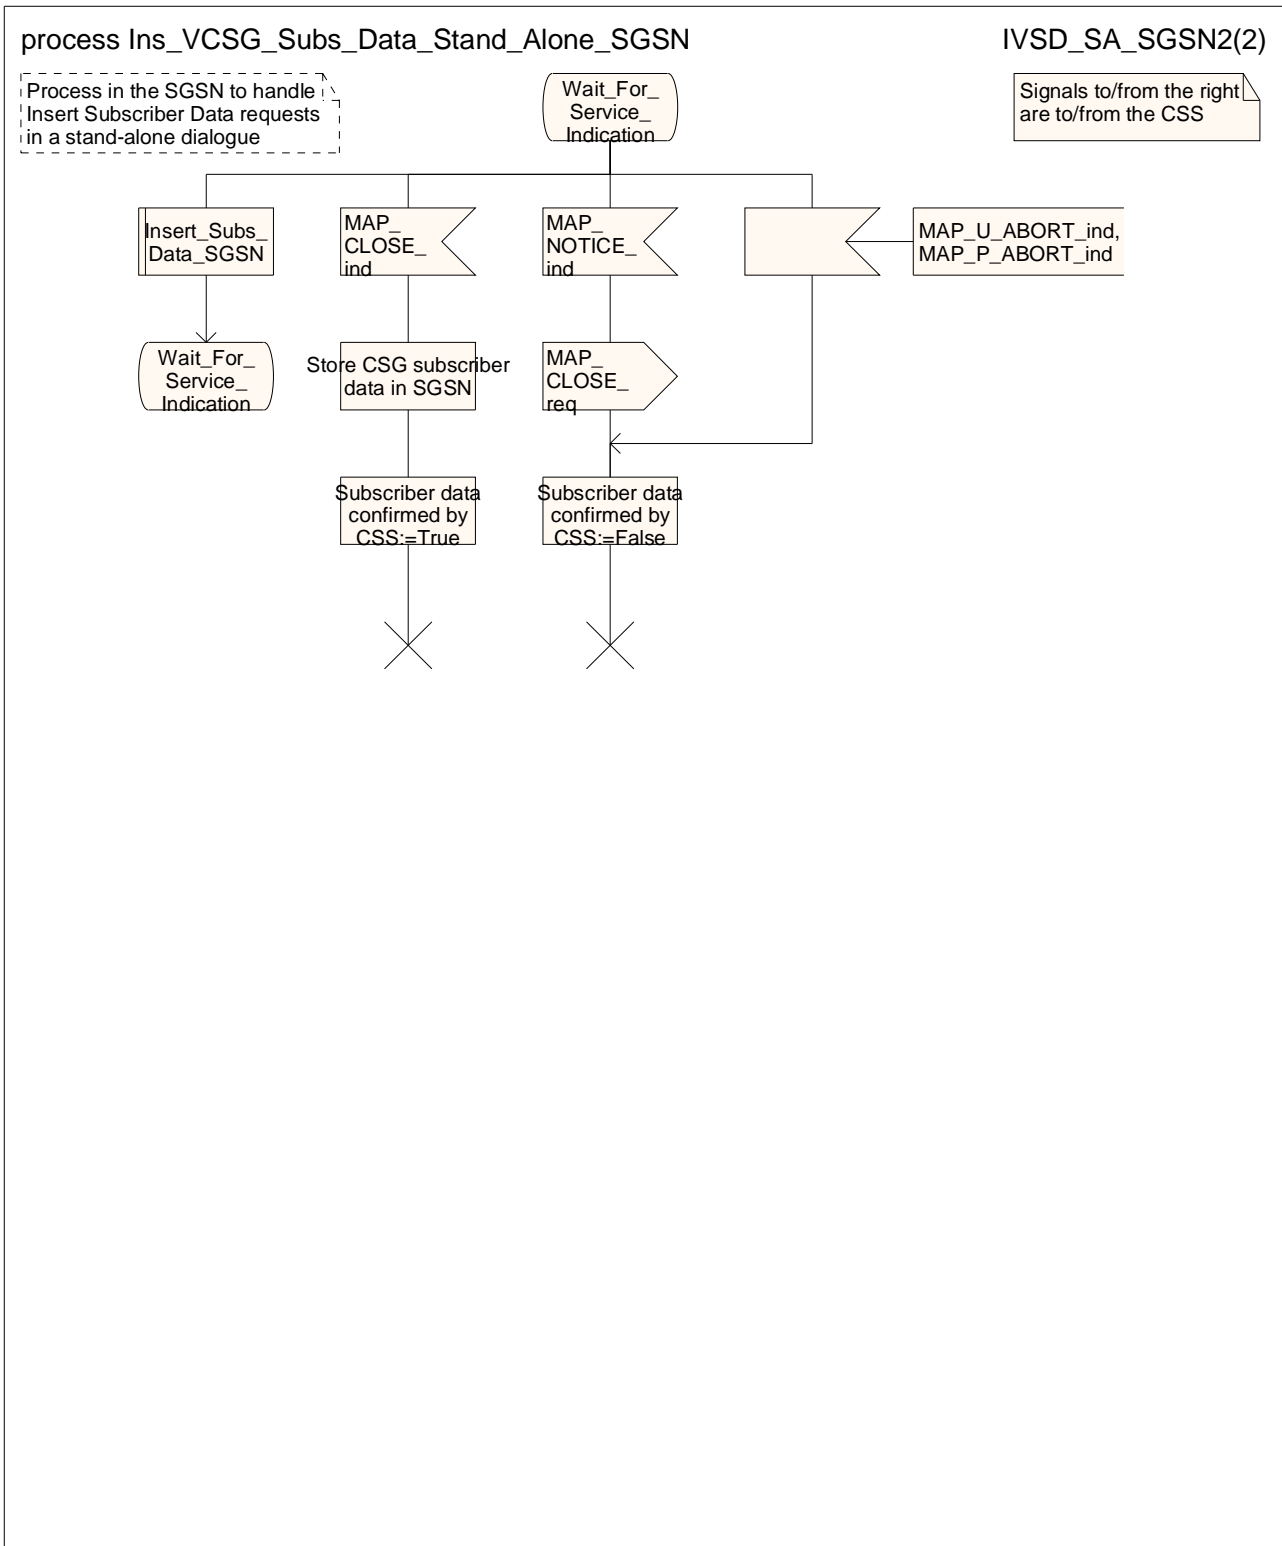 process Ins_VCSG_Subs_Data_Stand_Alone_SGSN
IVSD_SA_SGSN2(2)
Process in the SGSN to handle
Insert Subscriber Data requests
in a stand-alone dialogue
Wait_For_
Service_
Indication
Signals to/from the right
are to/from the CSS
Insert_Subs_
Data_SGSN
MAP_
CLOSE_
ind
MAP_
NOTICE_
ind
MAP_U_ABORT_ind,
MAP_P_ABORT_ind
Wait_For_
Service_
Indication
Store CSG subscriber
data in SGSN
MAP_
CLOSE_
req
Subscriber data
confirmed by
CSS:=True
Subscriber data
confirmed by
CSS:=False